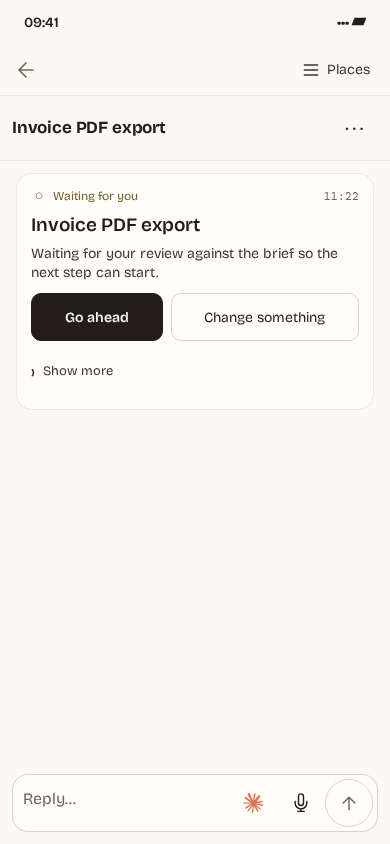 09:41
Places
Invoice PDF export
Waiting for you
11:22
Invoice PDF export
Waiting for your review against the brief so the
next step can start.
Go ahead
Change something
Show more
Reply...